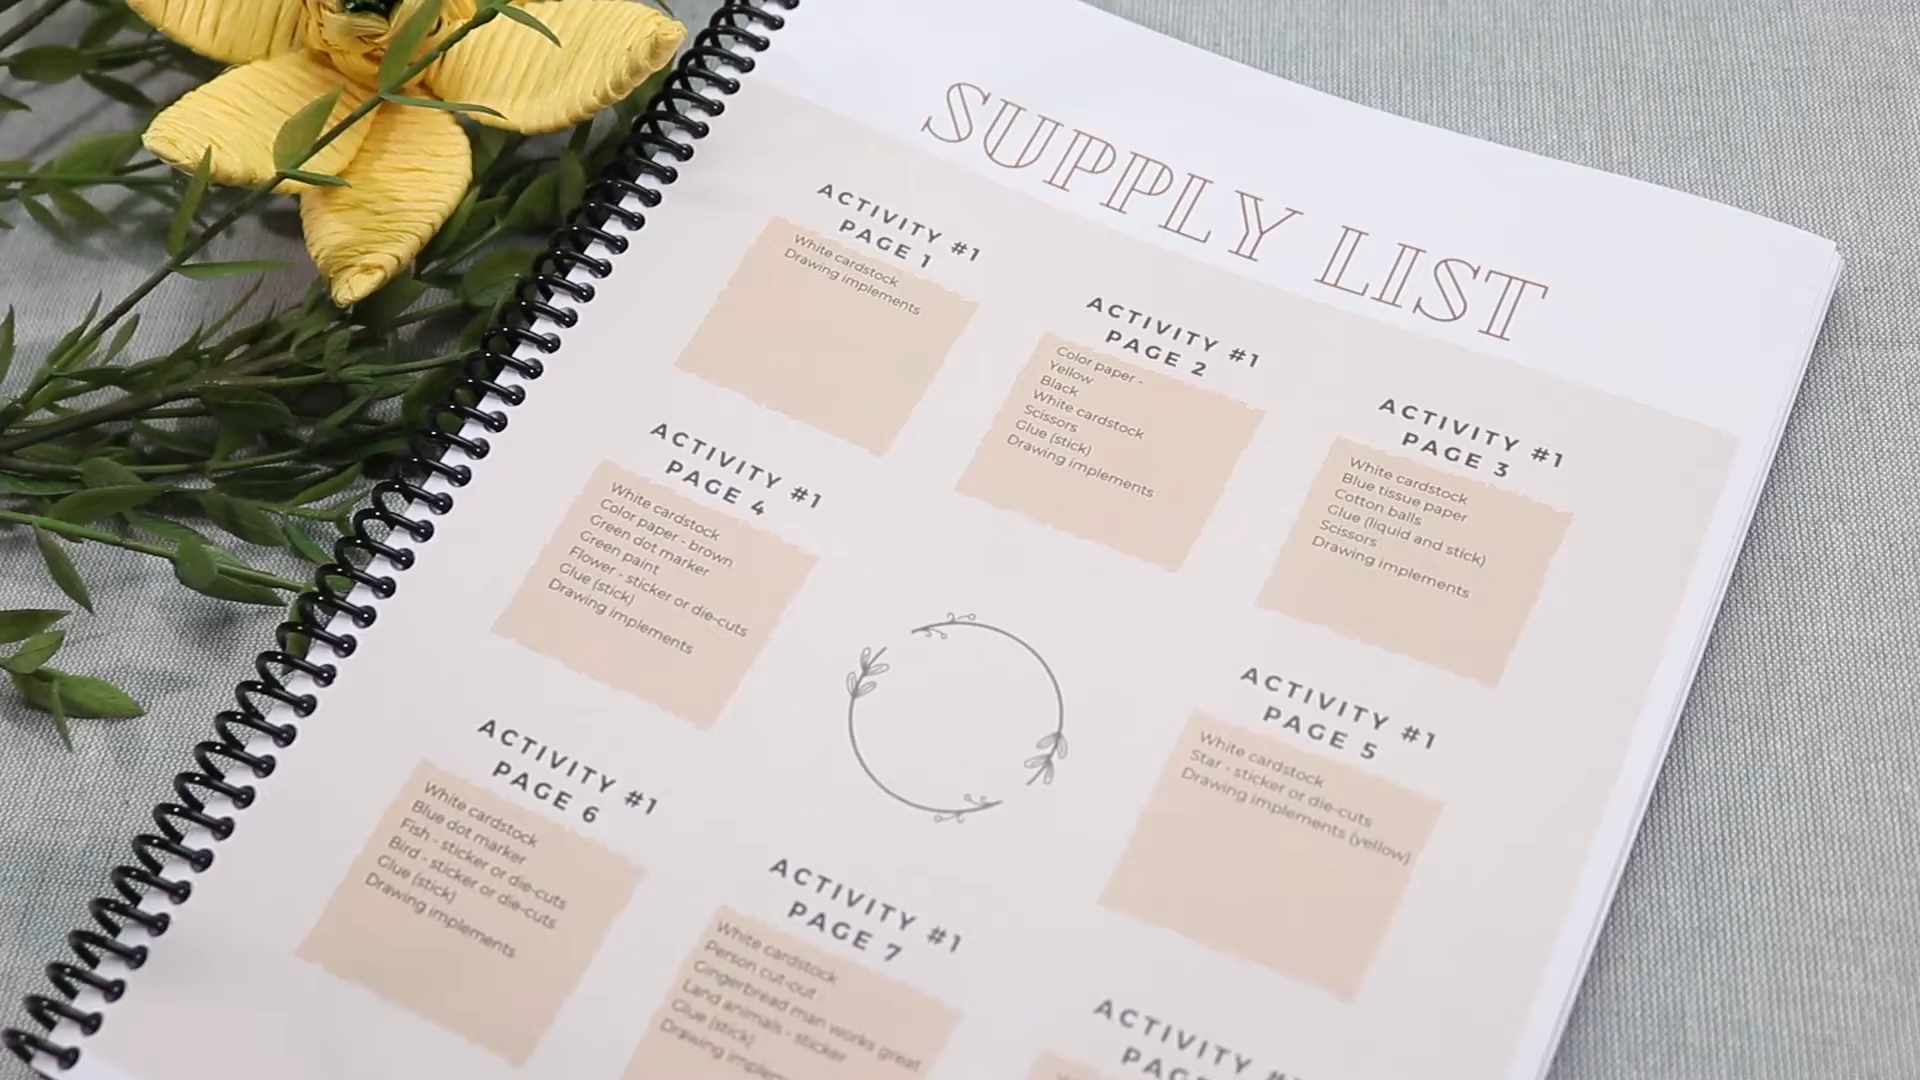 SUPPLY LIST
ACTIVITY #1
PAGE 1
White cardstock
Drawing implements
ACTIVITY #1
PAGE 2
Color paper -
Yellow
Black
White cardstock
Scissors
Glue (stick)
Drawing implements
ACTIVITY #1
PAGE 3
White cardstock
Blue tissue paper
Cotton balls
Glue (liquid and stick)
Scissors
Drawing implements
ACTIVITY #1
PAGE 4
White cardstock
Color paper - brown
Green dot marker
Green paint
Flower - sticker or die-cuts
Glue (stick)
Drawing implements
ACTIVITY #1
PAGE 5
White cardstock
Star - sticker or die-cuts
Drawing implements (yellow)
ACTIVITY #1
PAGE 6
White cardstock
Blue dot marker
Fish - sticker or die-cuts
Bird - sticker or die-cuts
Glue (stick)
Drawing implements
ACTIVITY #1
PAGE 7
White cardstock
Person cut-out -
Gingerbread man works great
Land animals - sticker
Glue (stick)
Drawing
ACTIVITY
PAGE